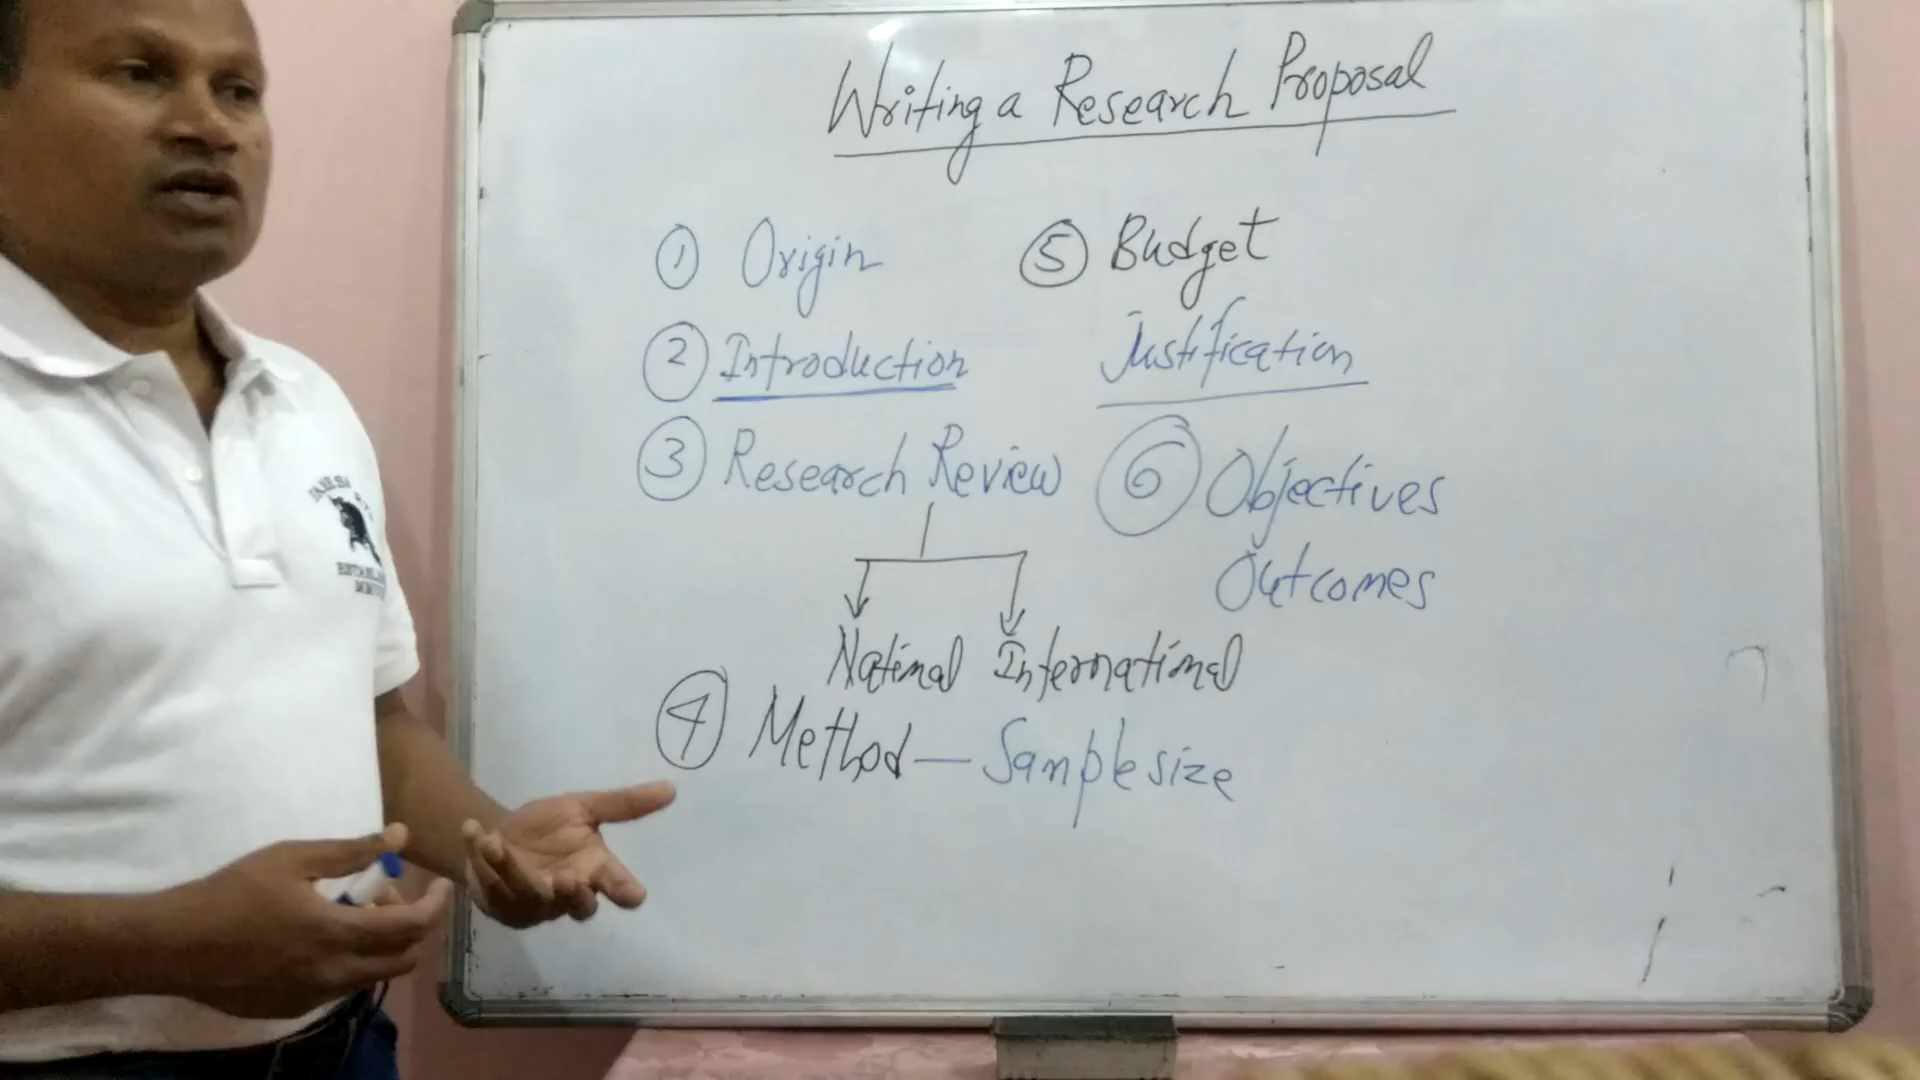 Writing a Research Proposal
① Origin
② Introduction
③ Research Review
National International
④ Method — Sample size
⑤ Budget
Justification
⑥ Objectives
Outcomes